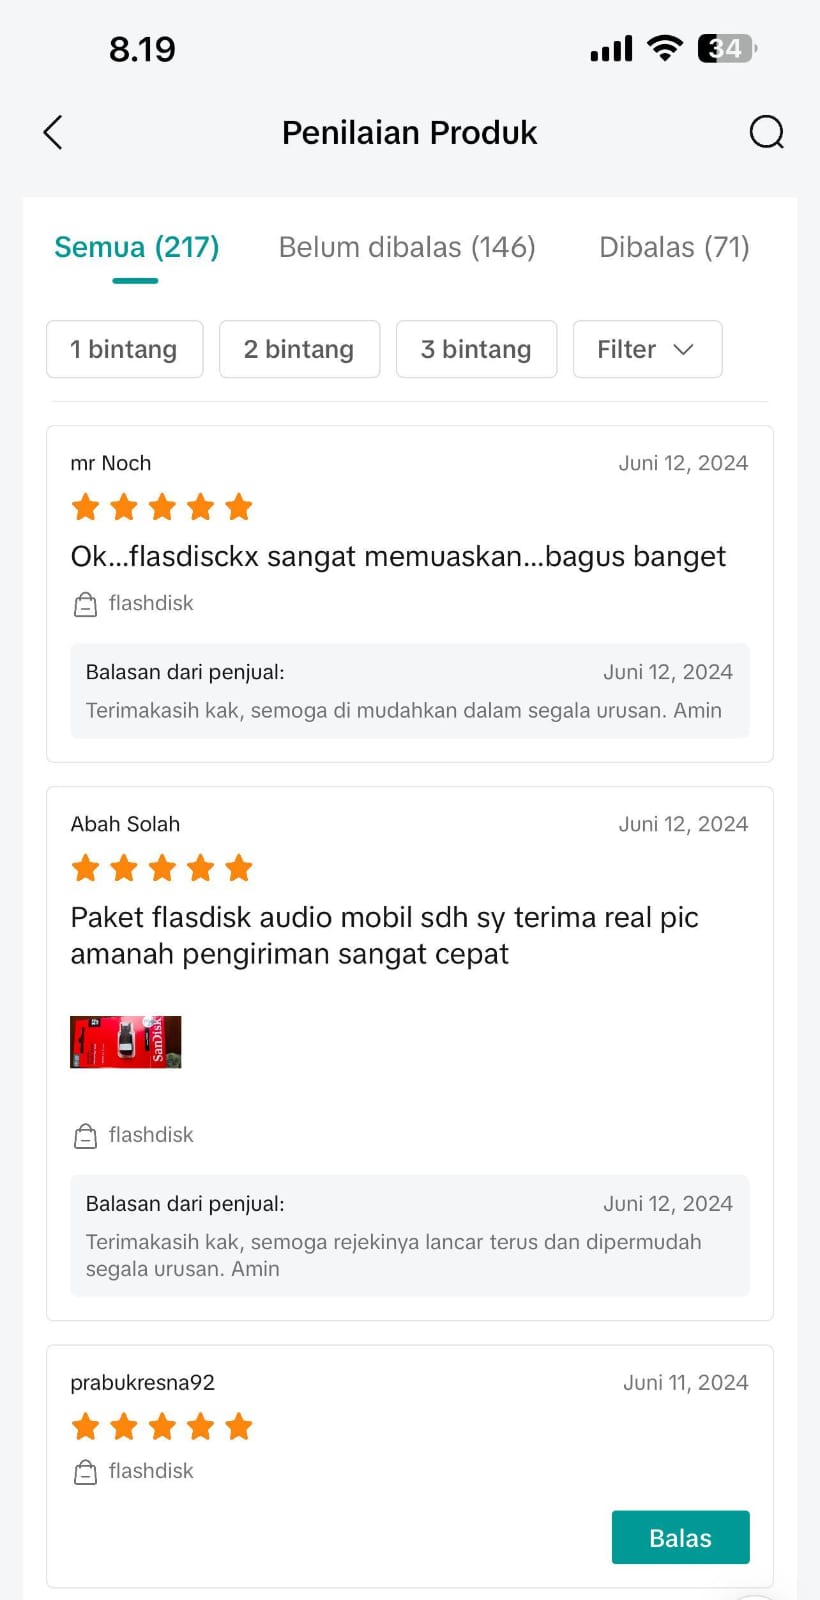 8.19
34
Penilaian Produk
Semua (217)
Belum dibalas (146)
Dibalas (71)
1 bintang
2 bintang
3 bintang
Filter
mr Noch
Juni 12, 2024
Ok...flasdisckx sangat memuaskan...bagus banget
flashdisk
Balasan dari penjual:
Juni 12, 2024
Terimakasih kak, semoga di mudahkan dalam segala urusan. Amin
Abah Solah
Juni 12, 2024
Paket flasdisk audio mobil sdh sy terima real pic
amanah pengiriman sangat cepat
SanDisk
flashdisk
Balasan dari penjual:
Juni 12, 2024
Terimakasih kak, semoga rejekinya lancar terus dan dipermudah
segala urusan. Amin
prabukresna92
Juni 11, 2024
flashdisk
Balas